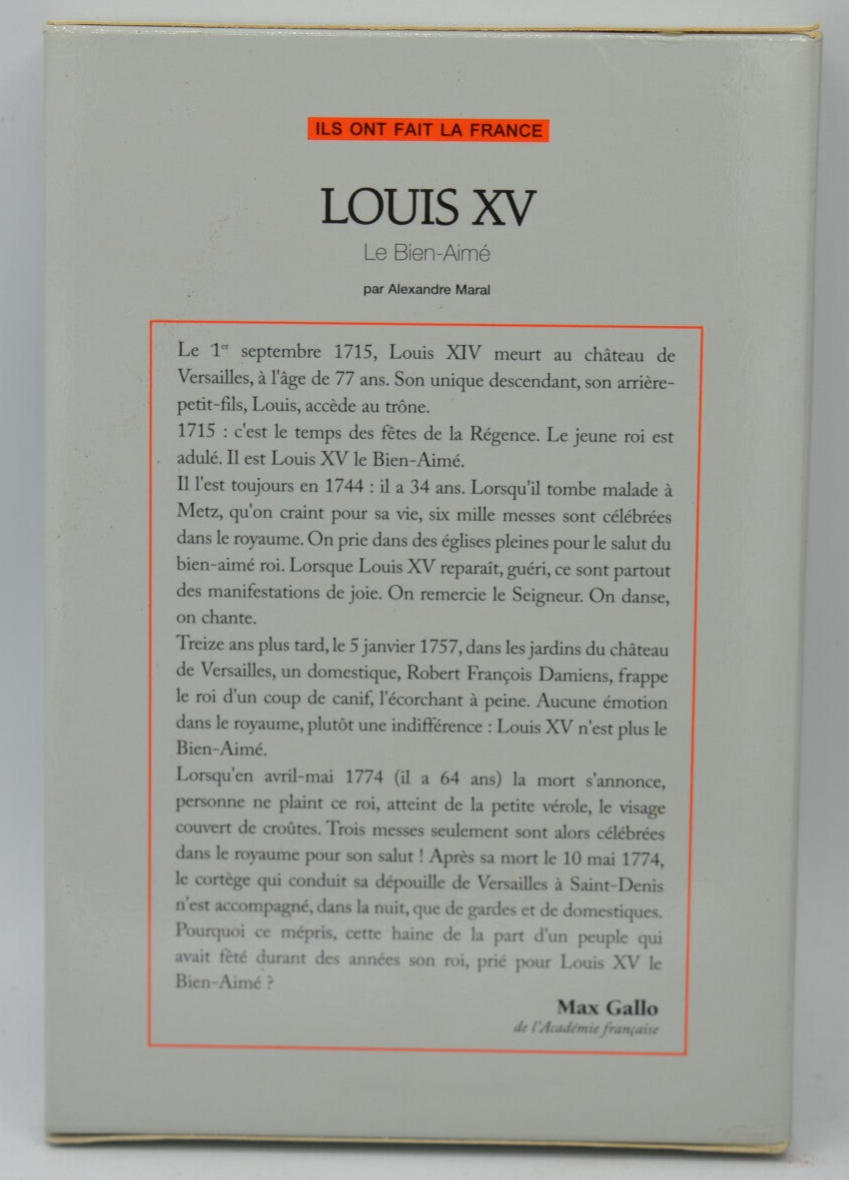 ILS ONT FAIT LA FRANCE
LOUIS XV
Le Bien-Aimé
par Alexandre Maral
Le 1er septembre 1715, Louis XIV meurt au château de
Versailles, à l'âge de 77 ans. Son unique descendant, son arrière-
petit-fils, Louis, accède au trône.
1715 : c'est le temps des fêtes de la Régence. Le jeune roi est
adulé. Il est Louis XV le Bien-Aimé.
Il l'est toujours en 1744 : il a 34 ans. Lorsqu'il tombe malade à
Metz, qu'on craint pour sa vie, six mille messes sont célébrées
dans le royaume. On prie dans des églises pleines pour le salut du
bien-aimé roi. Lorsque Louis XV reparaît, guéri, ce sont partout
des manifestations de joie. On remercie le Seigneur. On danse,
on chante.
Treize ans plus tard, le 5 janvier 1757, dans les jardins du château
de Versailles, un domestique, Robert François Damiens, frappe
le roi d'un coup de canif, l'écorchant à peine. Aucune émotion
dans le royaume, plutôt une indifférence : Louis XV n'est plus le
Bien-Aimé.
Lorsqu'en avril-mai 1774 (il a 64 ans) la mort s'annonce,
personne ne plaint ce roi, atteint de la petite vérole, le visage
couvert de croûtes. Trois messes seulement sont alors célébrées
dans le royaume pour son salut ! Après sa mort le 10 mai 1774,
le cortège qui conduit sa dépouille de Versailles à Saint-Denis
n'est accompagné, dans la nuit, que de gardes et de domestiques.
Pourquoi ce mépris, cette haine de la part d'un peuple qui
avait fêté durant des années son roi, prié pour Louis XV le
Bien-Aimé ?
Max Gallo
de l'Académie française